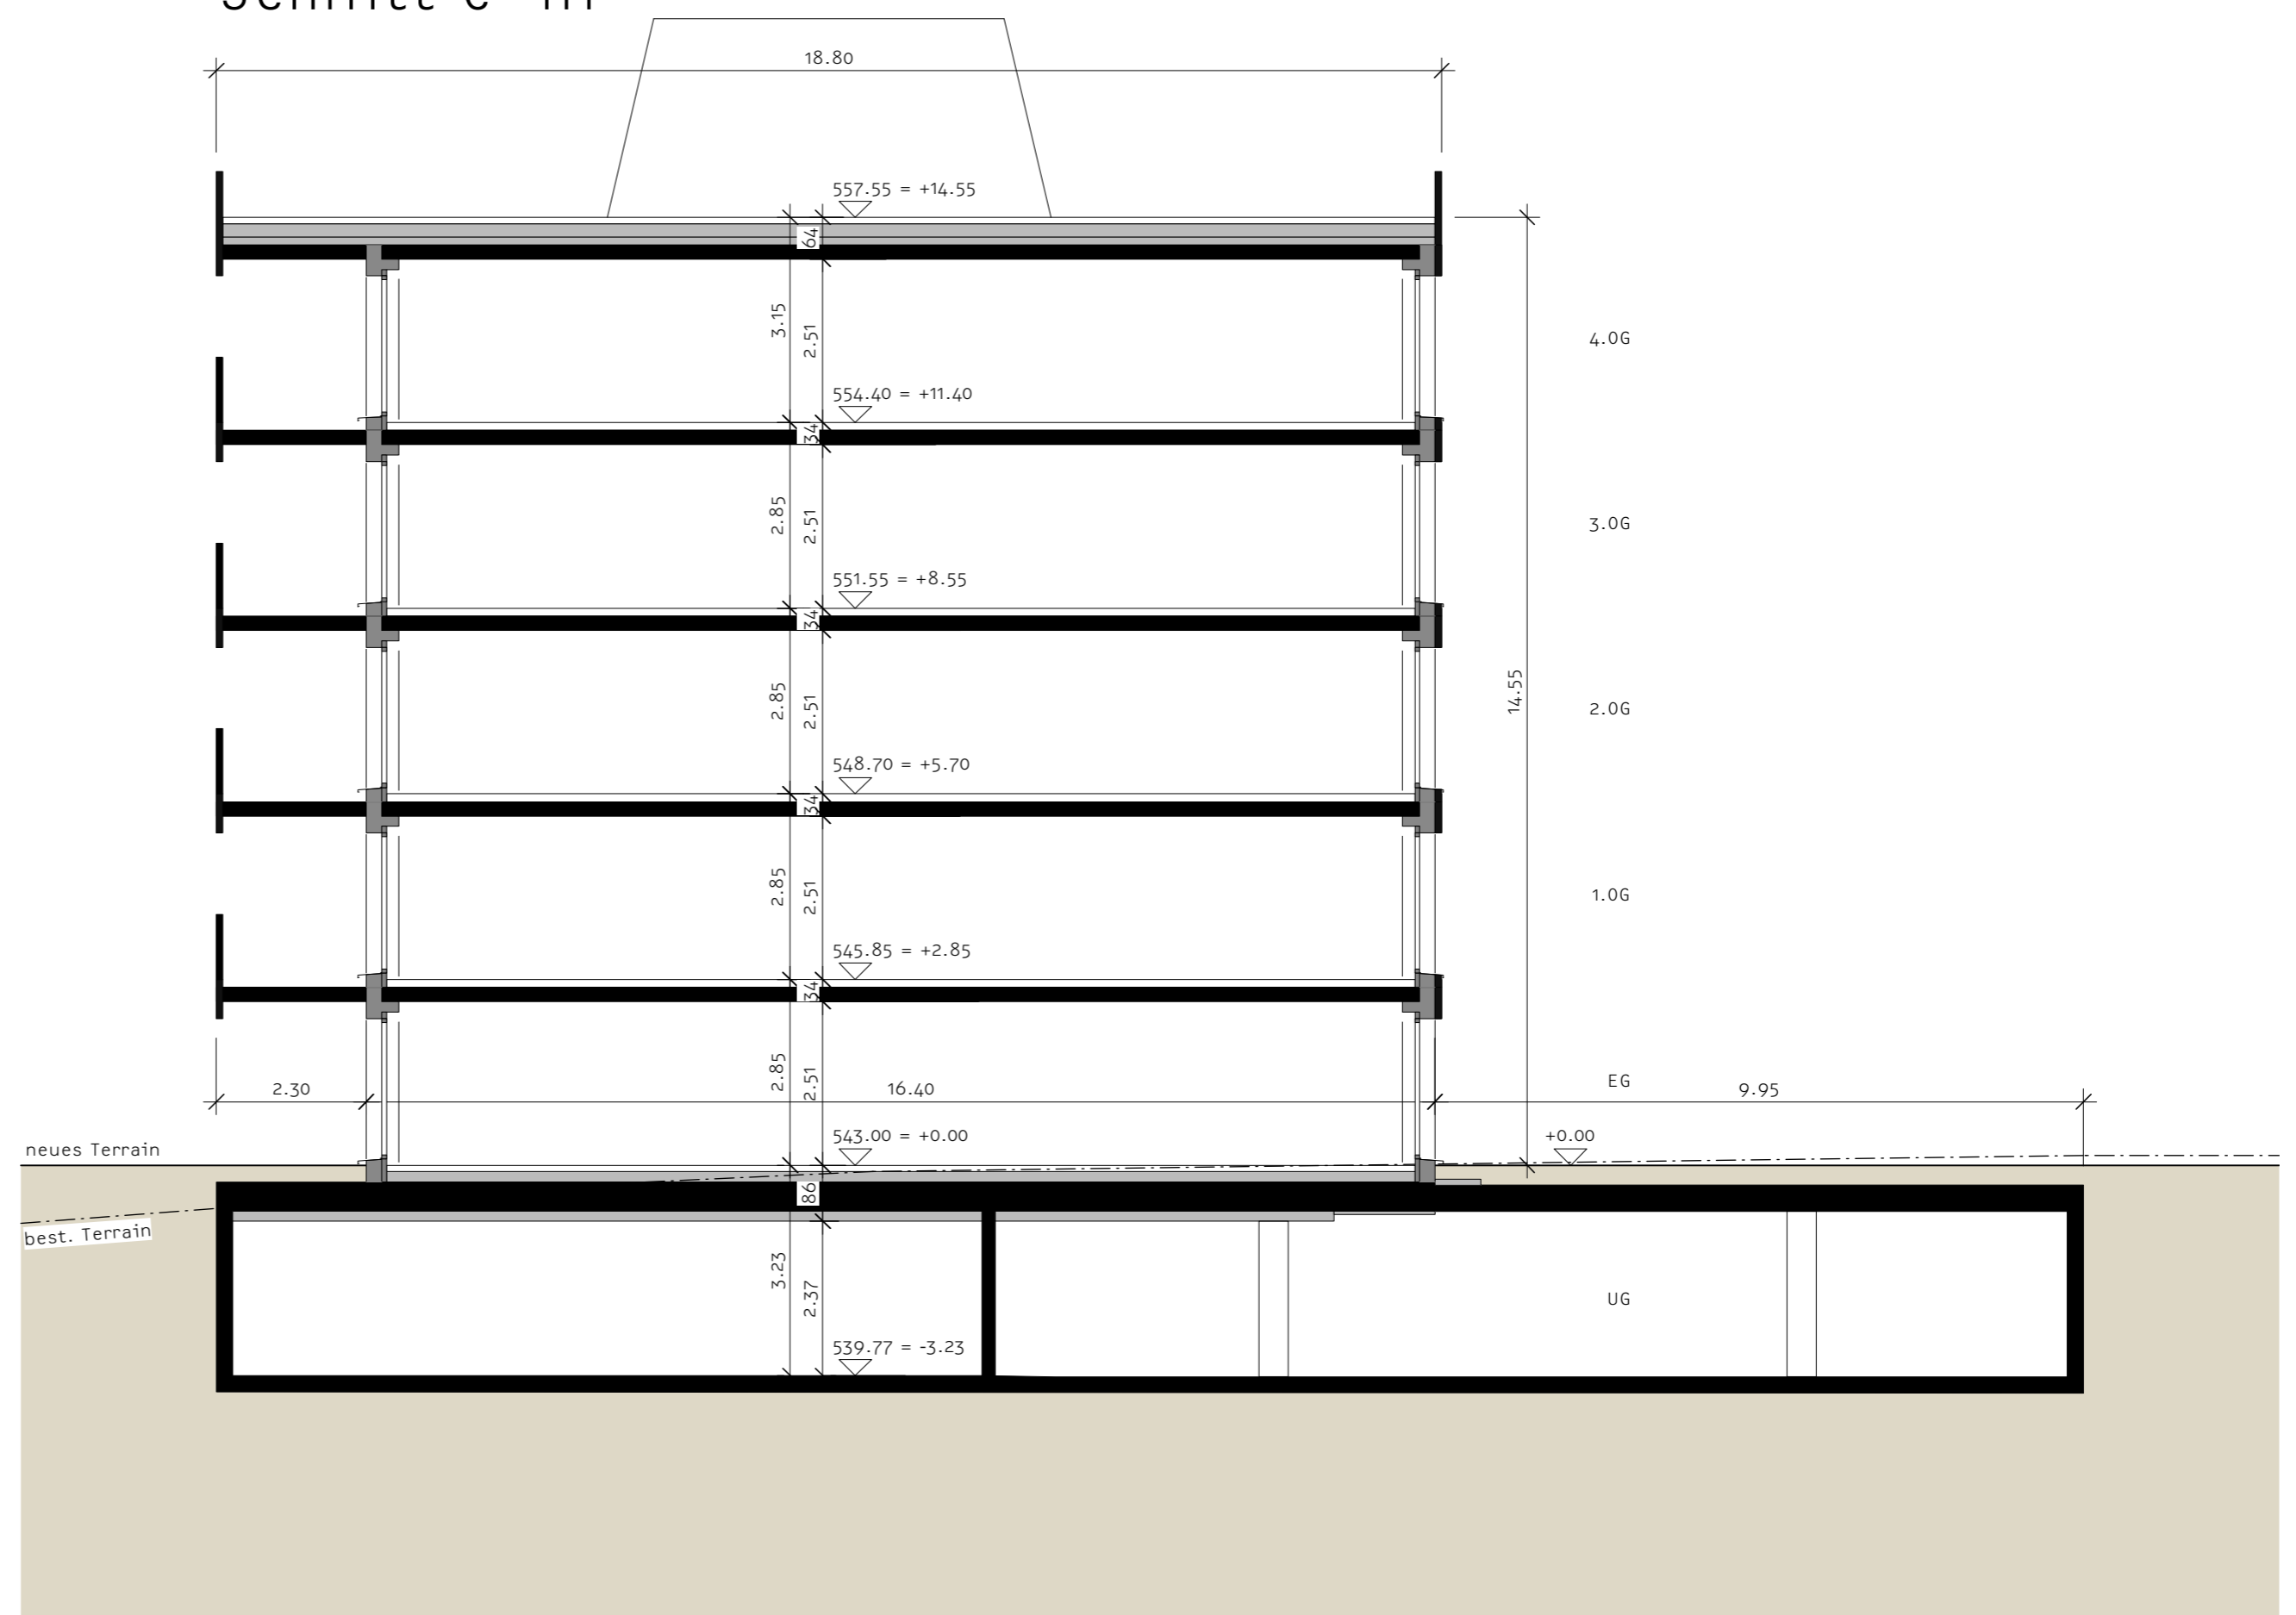 18.80
557.55 = +14.55
64
3.15
2.51
4.OG
554.40 = +11.40
34
2.85
2.51
3.OG
551.55 = +8.55
34
2.85
2.51
14.55
2.OG
548.70 = +5.70
34
2.85
2.51
1.OG
545.85 = +2.85
34
2.85
2.51
EG
2.30
16.40
9.95
543.00 = +0.00
+0.00
neues Terrain
86
best. Terrain
3.23
2.37
UG
539.77 = -3.23